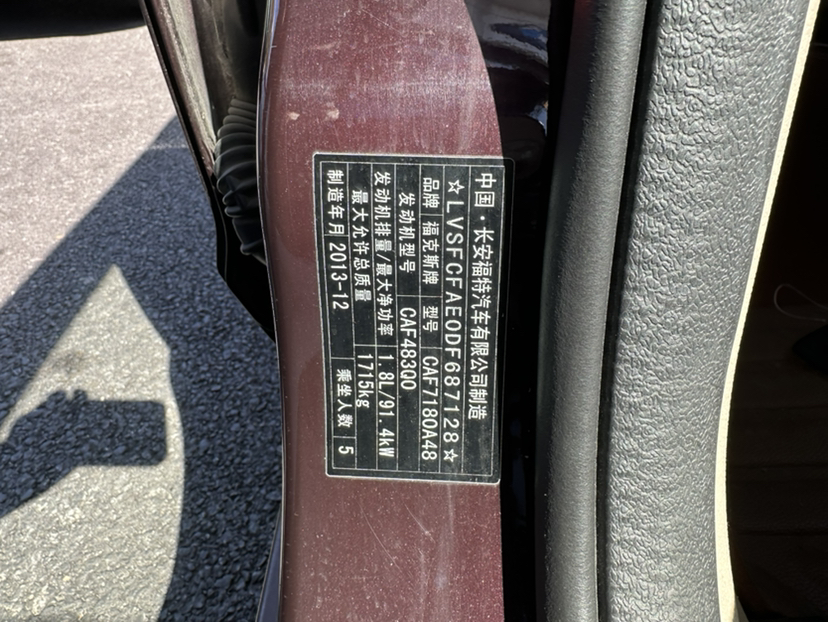 中国·长安福特汽车有限公司制造
☆LVSFCFAE0DF687128☆
品牌 福克斯牌 型号 CAF7180A48
发动机型号 CAF483Q0
发动机排量/最大净功率 1.8L/91.4kW
最大允许总质量 1715kg
制造年月 2013-12 乘坐人数 5